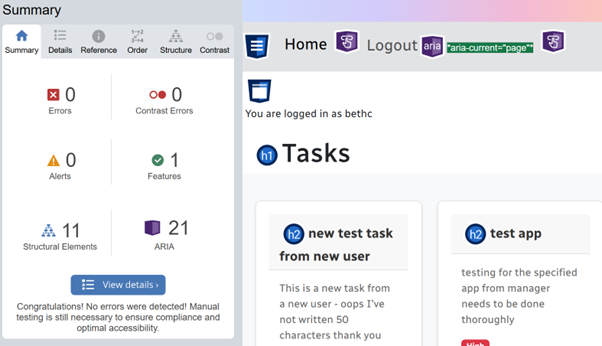 Summary
Summary Details Reference Order Structure Contrast
0 Errors
0 Contrast Errors
0 Alerts
1 Features
11 Structural Elements
21 ARIA
View details ›
Congratulations! No errors were detected! Manual
testing is still necessary to ensure compliance and
optimal accessibility.
Home Logout aria *aria-current="page"*
You are logged in as bethc
h1 Tasks
h2 new test task
from new user
This is a new task from
a new user - oops I've
not written 50
characters thank you
h2 test app
testing for the specified
app from manager
needs to be done
thoroughly
High